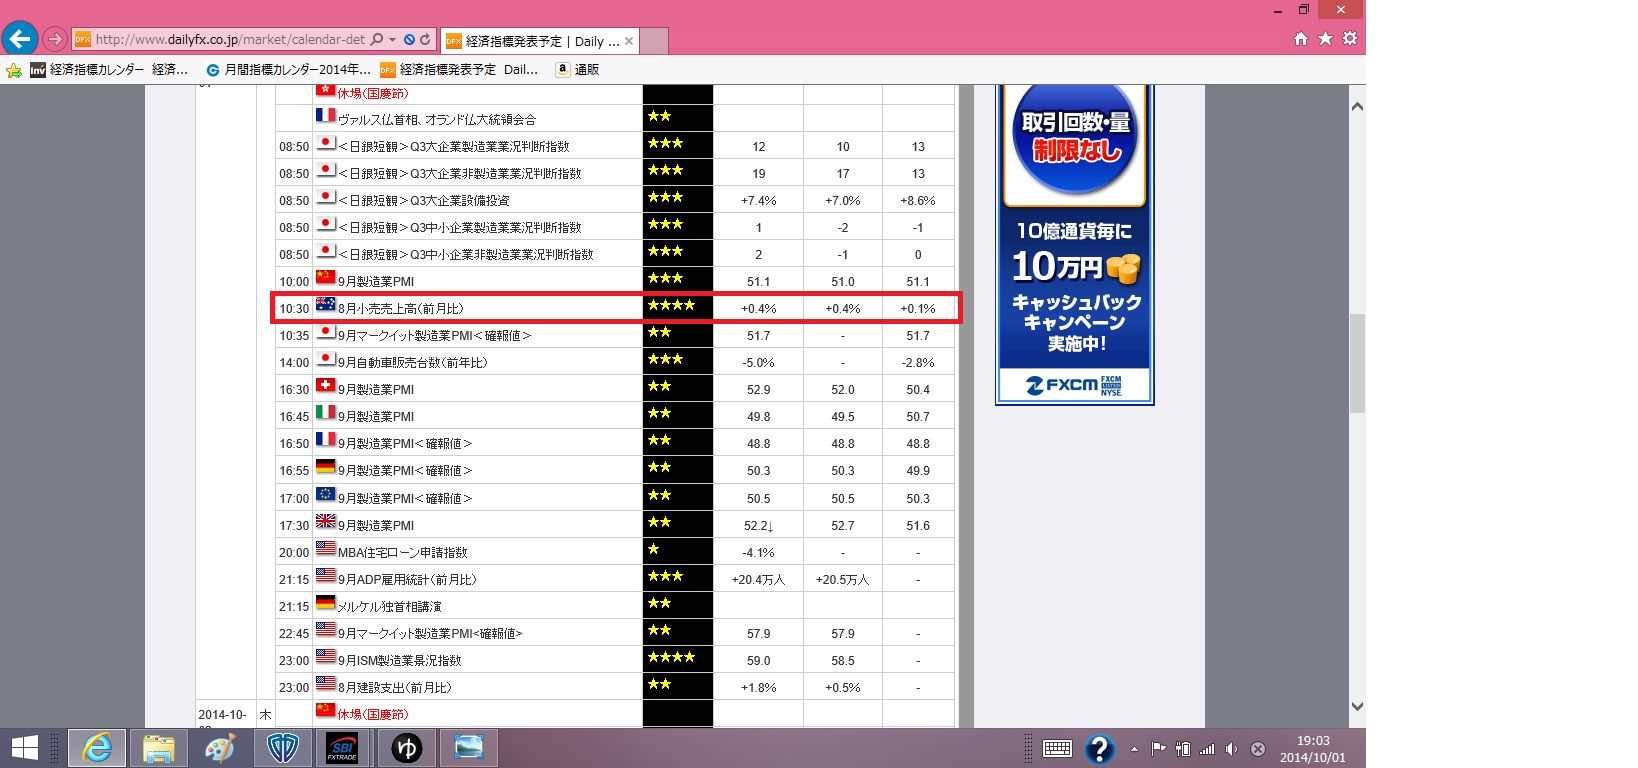 http://www.dailyfx.co.jp/market/calendar-det
DFX 経済指標発表予定 | Daily ...
Inv 経済指標カレンダー 経済...
月間指標カレンダー2014年...
DFX 経済指標発表予定 Dail...
a 通販
休場(国慶節)
ヴァルス仏首相、オランド仏大統領会合 ★★
08:50 <日銀短観>Q3大企業製造業業況判断指数 ★★★ 12 10 13
08:50 <日銀短観>Q3大企業非製造業業況判断指数 ★★★ 19 17 13
08:50 <日銀短観>Q3大企業設備投資 ★★★ +7.4% +7.0% +8.6%
08:50 <日銀短観>Q3中小企業製造業業況判断指数 ★★★ 1 -2 -1
08:50 <日銀短観>Q3中小企業非製造業業況判断指数 ★★★ 2 -1 0
10:00 9月製造業PMI ★★★ 51.1 51.0 51.1
10:30 8月小売売上高(前月比) ★★★★ +0.4% +0.4% +0.1%
10:35 9月マークイット製造業PMI<確報値> ★★ 51.7 - 51.7
14:00 9月自動車販売台数(前年比) ★★★ -5.0% - -2.8%
16:30 9月製造業PMI ★★ 52.9 52.0 50.4
16:45 9月製造業PMI ★★ 49.8 49.5 50.7
16:50 9月製造業PMI<確報値> ★★ 48.8 48.8 48.8
16:55 9月製造業PMI<確報値> ★★ 50.3 50.3 49.9
17:00 9月製造業PMI<確報値> ★★ 50.5 50.5 50.3
17:30 9月製造業PMI ★★ 52.2↓ 52.7 51.6
20:00 MBA住宅ローン申請指数 ★ -4.1% - -
21:15 9月ADP雇用統計(前月比) ★★★ +20.4万人 +20.5万人 -
21:15 メルケル独首相講演 ★★
22:45 9月マークイット製造業PMI<確報値> ★★ 57.9 57.9 -
23:00 9月ISM製造業景況指数 ★★★★ 59.0 58.5 -
23:00 8月建設支出(前月比) ★★ +1.8% +0.5% -
2014-10- 木 休場(国慶節)
取引回数・量
制限なし
10億通貨毎に
10万円
キャッシュバック
キャンペーン
実施中!
FXCM FXCM LISTED NYSE
SBI FXTRADE
ゆ
19:03
2014/10/01